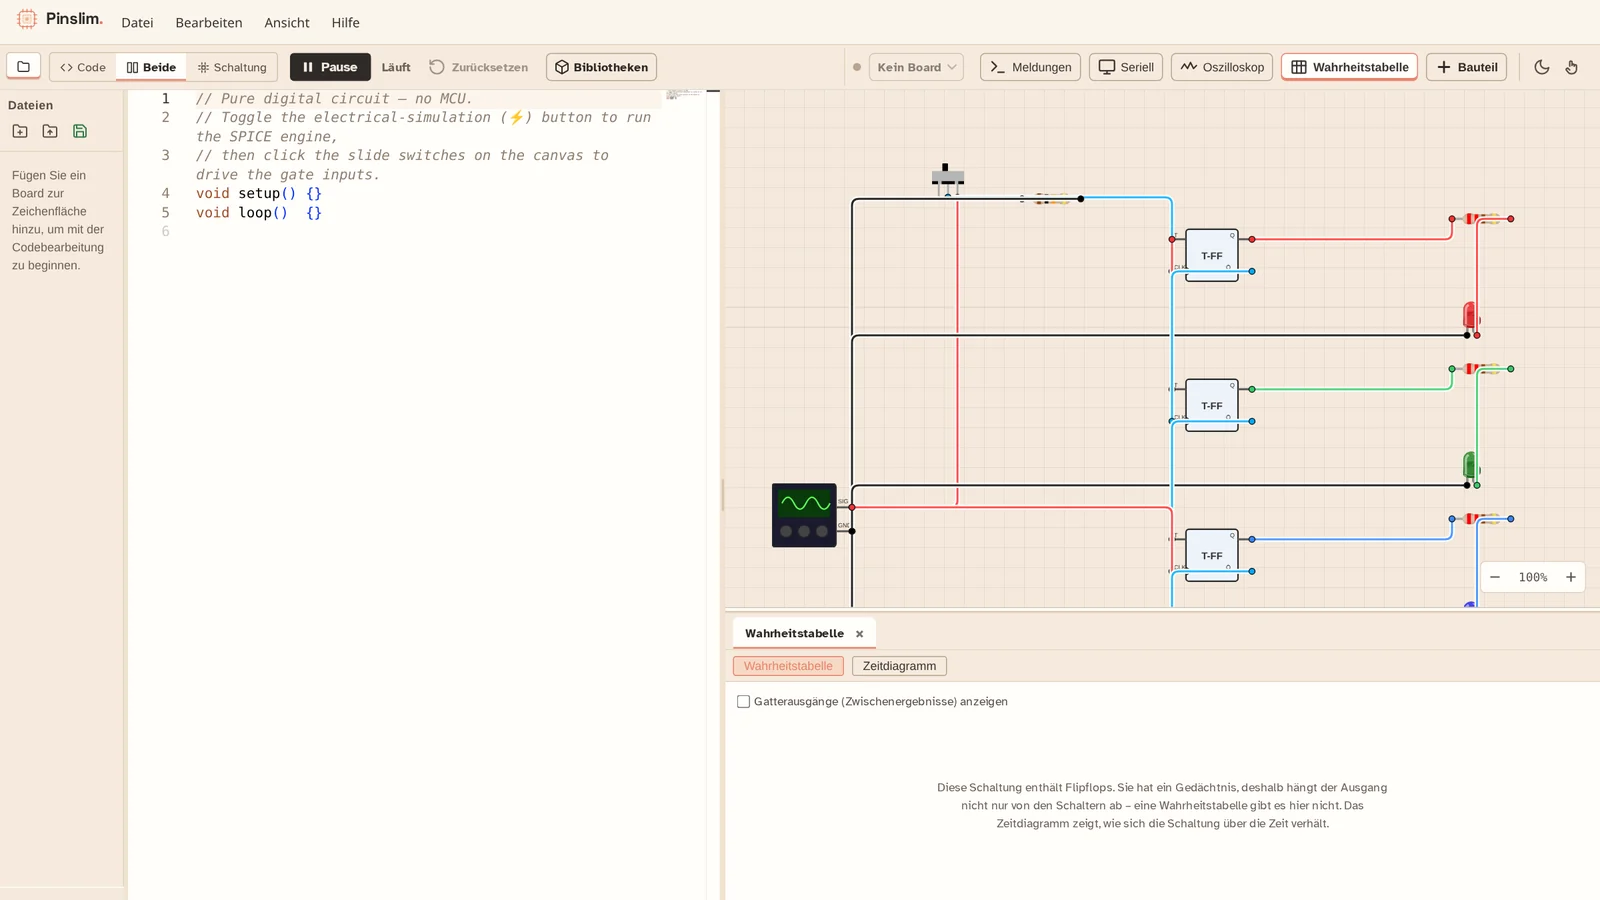 Pinslim.
Datei
Bearbeiten
Ansicht
Hilfe
Code
Beide
Schaltung
Pause
Läuft
Zurücksetzen
Bibliotheken
Kein Board
Meldungen
Seriell
Oszilloskop
Wahrheitstabelle
Bauteil
Dateien
Fügen Sie ein
Board zur
Zeichenfläche
hinzu, um mit der
Codebearbeitung
zu beginnen.
1 // Pure digital circuit — no MCU.
2 // Toggle the electrical-simulation (⚡) button to run
the SPICE engine,
3 // then click the slide switches on the canvas to
drive the gate inputs.
4 void setup() {}
5 void loop()  {}
6
Q
T-FF
Q
T-FF
SIG
GND
Q
T-FF
100%
Wahrheitstabelle
Wahrheitstabelle
Zeitdiagramm
Gatterausgänge (Zwischenergebnisse) anzeigen
Diese Schaltung enthält Flipflops. Sie hat ein Gedächtnis, deshalb hängt der Ausgang
nicht nur von den Schaltern ab – eine Wahrheitstabelle gibt es hier nicht. Das
Zeitdiagramm zeigt, wie sich die Schaltung über die Zeit verhält.